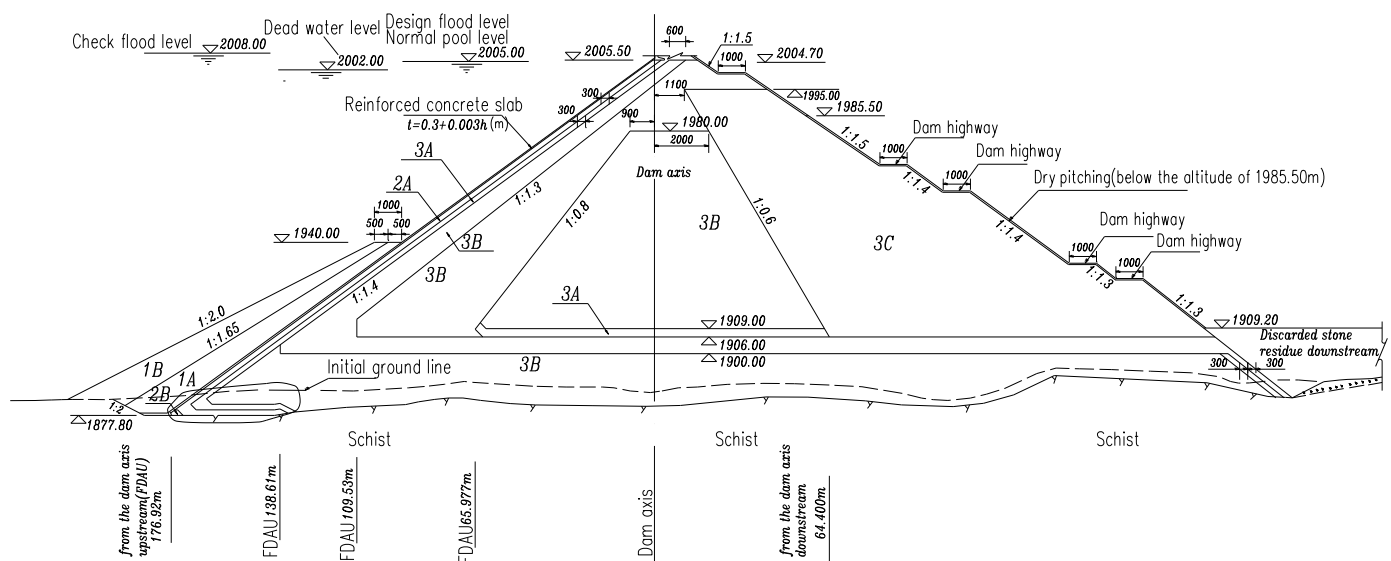 Check flood level
2008.00
Dead water level
2002.00
Design flood level
Normal pool level
2005.00
2005.50
600
1:1.5
1000
2004.70
Reinforced concrete slab
t=0.3+0.003h (m)
300
300
1100
900
1980.00
2000
Dam axis
1995.00
1985.50
1:1.5
1000
Dam highway
1:1.4
1000
Dam highway
Dry pitching(below the altitude of 1985.50m)
1:1.4
3A
2A
1:1.3
1000
500
500
1940.00
3B
3B
1:1.4
1:0.8
3B
1:0.6
3C
1000
Dam highway
1:1.3
1000
Dam highway
1:1.3
1:2.0
1:1.65
3A
1909.00
1906.00
1900.00
3B
1909.20
Discarded stone
residue downstream
300
300
1B
2B
1A
1:2
Initial ground line
1877.80
Schist
Schist
Schist
from the dam axis
upstream(FDAU)
176.92m
FDAU138.61m
FDAU109.53m
FDAU65.977m
Dam axis
from the dam axis
downstream
64.400m